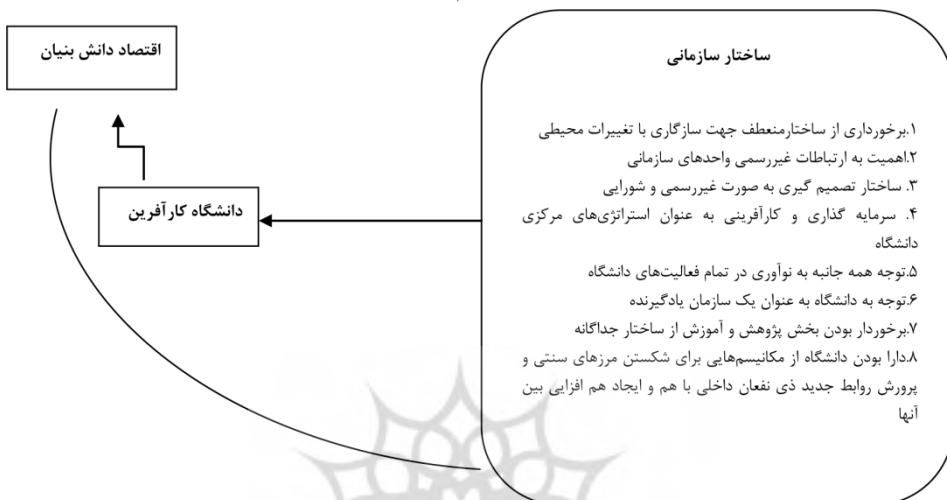 ساختار سازمانی
۱.برخورداری از ساختارمنعطف جهت سازگاری با تغییرات محیطی
۲.اهمیت به ارتباطات غیررسمی واحدهای سازمانی
۳. ساختار تصمیم گیری به صورت غیررسمی و شورایی
۴. سرمایه گذاری و کارآفرینی به عنوان استراتژی‌های مرکزی
دانشگاه
۵.توجه همه جانبه به نوآوری در تمام فعالیت‌های دانشگاه
۶.توجه به دانشگاه به عنوان یک سازمان یادگیرنده
۷.برخوردار بودن بخش پژوهش و آموزش از ساختار جداگانه
۸.دارا بودن دانشگاه از مکانیسم‌هایی برای شکستن مرزهای سنتی و
پرورش روابط جدید ذی نفعان داخلی با هم و ایجاد هم افزایی بین
آنها
دانشگاه کارآفرین
اقتصاد دانش بنیان